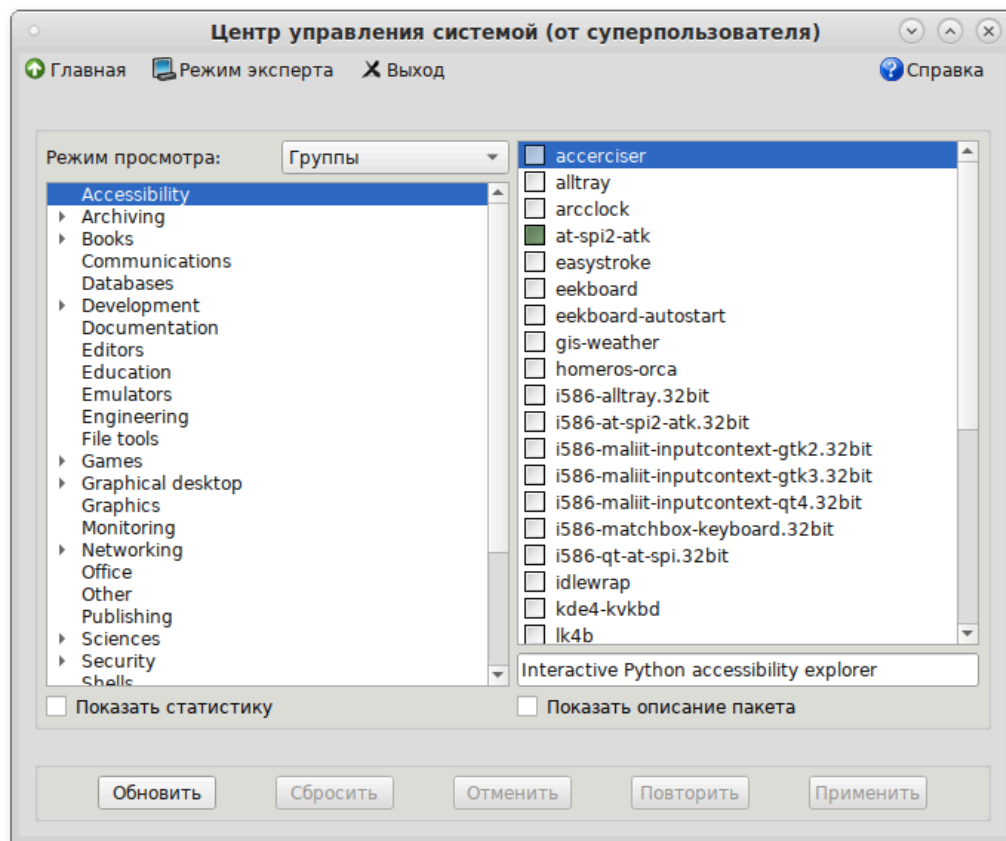 Центр управления системой (от суперпользователя)
Главная Режим эксперта Выход Справка
Режим просмотра: Группы
Accessibility
Archiving
Books
Communications
Databases
Development
Documentation
Editors
Education
Emulators
Engineering
File tools
Games
Graphical desktop
Graphics
Monitoring
Networking
Office
Other
Publishing
Sciences
Security
Shells
Показать статистику
accerciser
alltray
arcclock
at-spi2-atk
easystroke
eekboard
eekboard-autostart
gis-weather
homeros-orca
i586-alltray.32bit
i586-at-spi2-atk.32bit
i586-maliit-inputcontext-gtk2.32bit
i586-maliit-inputcontext-gtk3.32bit
i586-maliit-inputcontext-qt4.32bit
i586-matchbox-keyboard.32bit
i586-qt-at-spi.32bit
idlewrap
kde4-kvkbd
lk4b
Interactive Python accessibility explorer
Показать описание пакета
Обновить Сбросить Отменить Повторить Применить